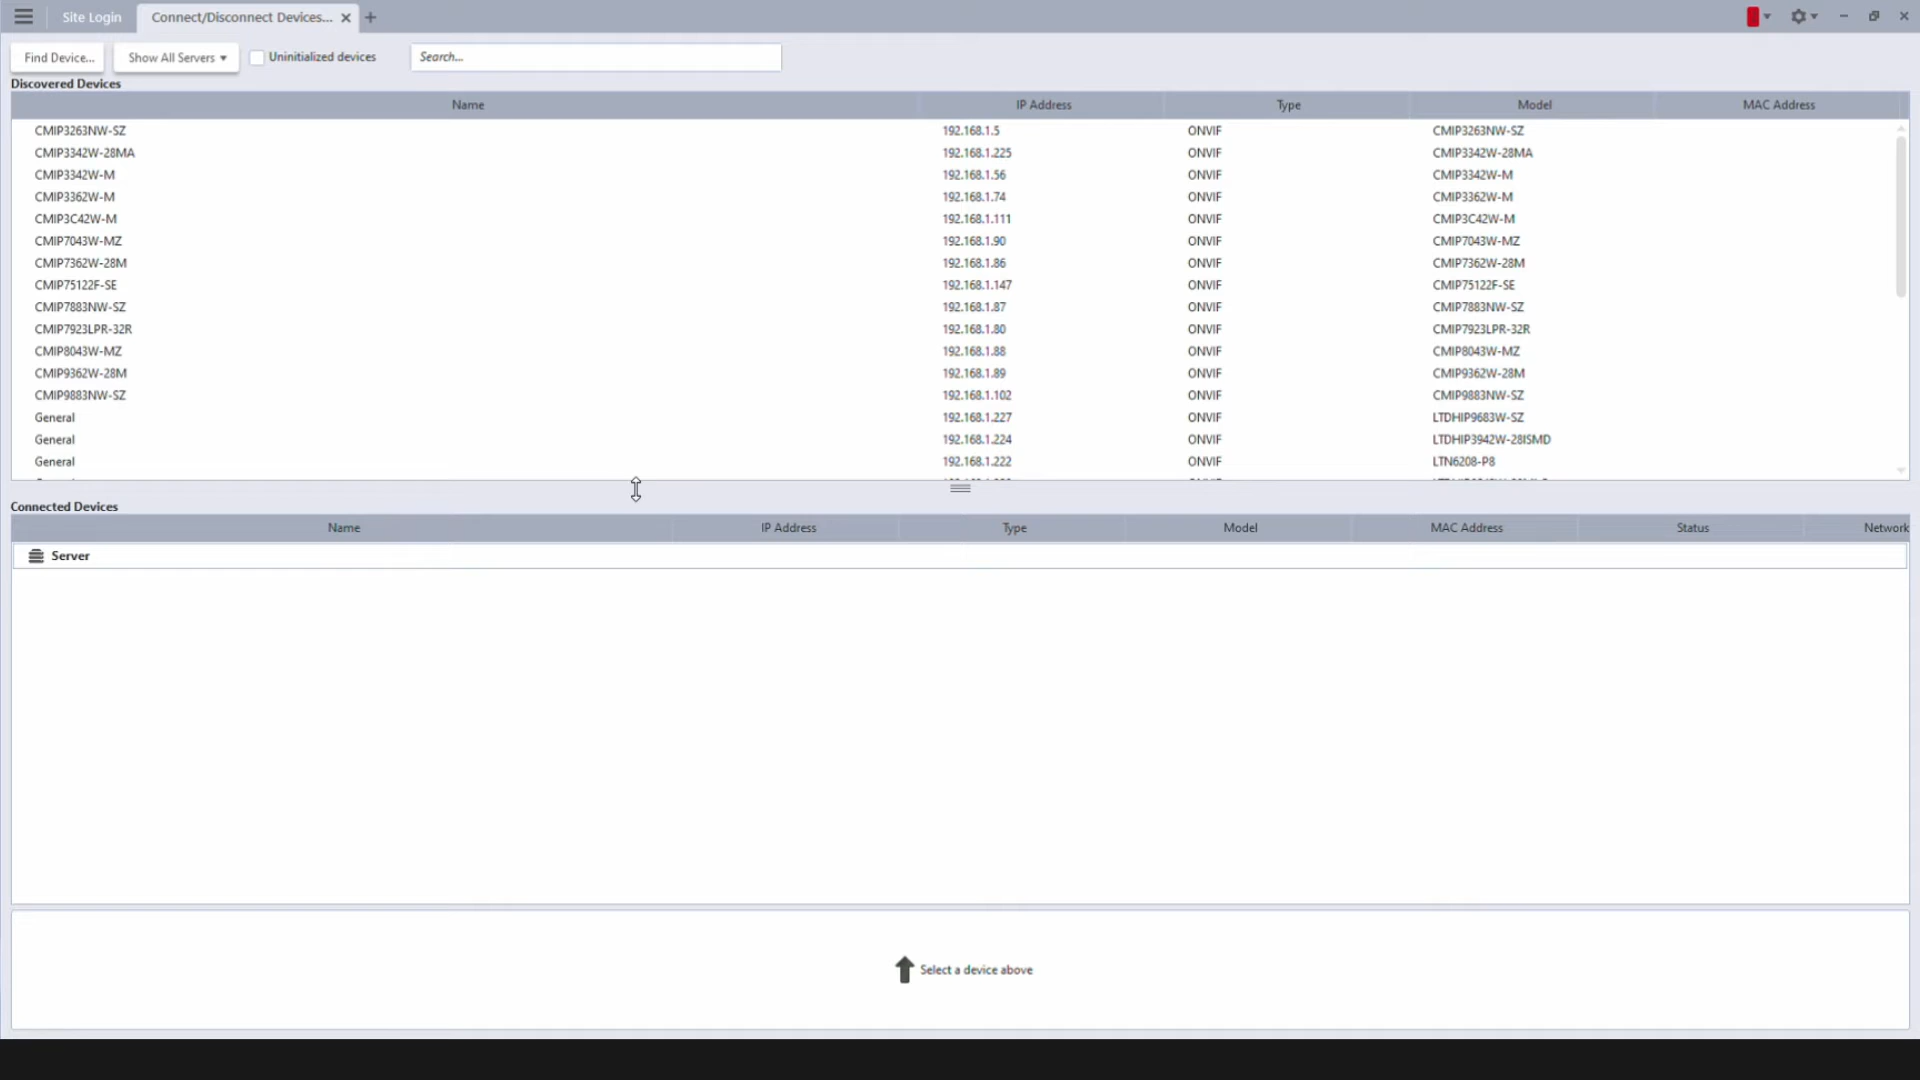 Site Login Connect/Disconnect Devices...
Find Device... Show All Servers Uninitialized devices Search...
Discovered Devices
Name IP Address Type Model MAC Address
CMIP3263NW-SZ 192.168.1.5 ONVIF CMIP3263NW-SZ
CMIP3342W-28MA 192.168.1.225 ONVIF CMIP3342W-28MA
CMIP3342W-M 192.168.1.56 ONVIF CMIP3342W-M
CMIP3362W-M 192.168.1.74 ONVIF CMIP3362W-M
CMIP3C42W-M 192.168.1.111 ONVIF CMIP3C42W-M
CMIP7043W-MZ 192.168.1.90 ONVIF CMIP7043W-MZ
CMIP7362W-28M 192.168.1.86 ONVIF CMIP7362W-28M
CMIP75122F-SE 192.168.1.147 ONVIF CMIP75122F-SE
CMIP7883NW-SZ 192.168.1.87 ONVIF CMIP7883NW-SZ
CMIP7923LPR-32R 192.168.1.80 ONVIF CMIP7923LPR-32R
CMIP8043W-MZ 192.168.1.88 ONVIF CMIP8043W-MZ
CMIP9362W-28M 192.168.1.89 ONVIF CMIP9362W-28M
CMIP9883NW-SZ 192.168.1.102 ONVIF CMIP9883NW-SZ
General 192.168.1.227 ONVIF LTDHIP9683W-SZ
General 192.168.1.224 ONVIF LTDHIP3942W-28ISMD
General 192.168.1.222 ONVIF LTN6208-P8
Connected Devices
Name IP Address Type Model MAC Address Status Network
Server
Select a device above